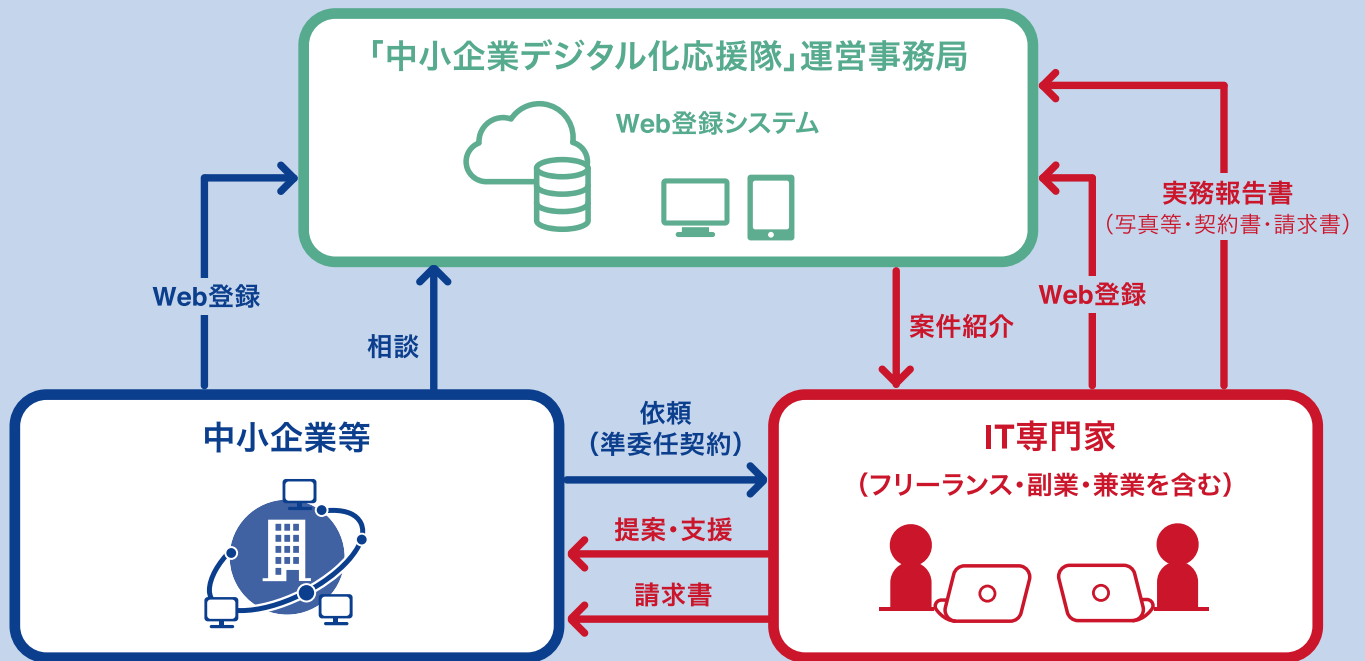 「中小企業デジタル化応援隊」運営事務局
Web登録システム
実務報告書
（写真等・契約書・請求書）
Web登録
Web登録
案件紹介
相談
中小企業等
依頼
（準委任契約）
提案・支援
請求書
IT専門家
（フリーランス・副業・兼業を含む）